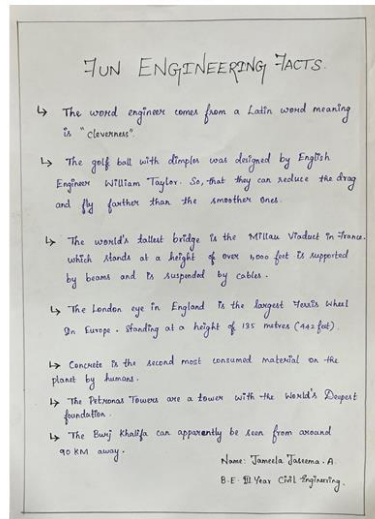 FUN ENGINEERING FACTS.
↳ The word engineer comes from a Latin word meaning
is "cleverness".
↳ The golf ball with dimples was designed by English
Engineer William Taylor. So, that they can reduce the drag
and fly farther than the smoother ones.
↳ The world's tallest bridge is the Millau Viaduct in France.
which stands at a height of over 1,000 feet is supported
by beams and is suspended by cables.
↳ The London eye in England is the largest Ferris Wheel
In Europe. Standing at a height of 135 metres (442 feet).
↳ Concrete is the second most consumed material on the
planet by humans.
↳ The Petronas Towers are a tower with the World's Deepest
foundation.
↳ The Burj Khalifa can apparently be seen from around
90 KM away.
Name: Jameela Jaseema. A.
B.E. III Year Civil Engineering.